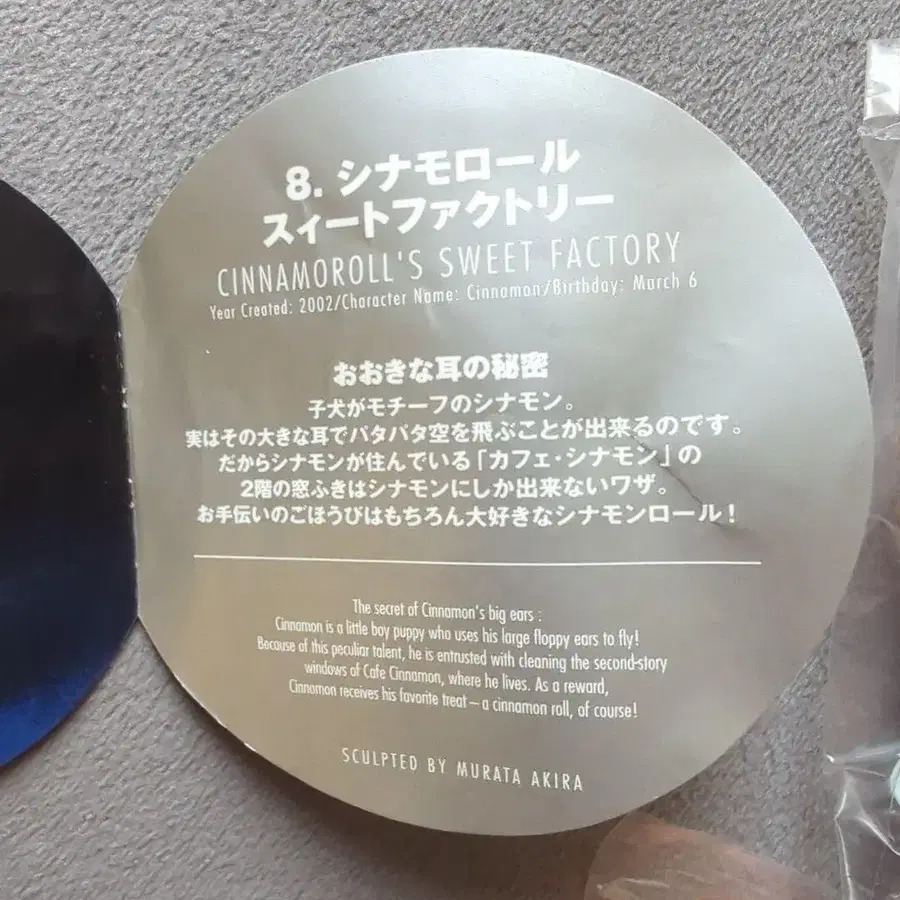 8. シナモロール
スィートファクトリー
CINNAMOROLL'S SWEET FACTORY
Year Created: 2002/Character Name: Cinnamon/Birthday: March 6
おおきな耳の秘密
子犬がモチーフのシナモン。
実はその大きな耳でパタパタ空を飛ぶことが出来るのです。
だからシナモンが住んでいる「カフェ・シナモン」の
2階の窓ふきはシナモンにしか出来ないワザ。
お手伝いのごほうびはもちろん大好きなシナモンロール!
The secret of Cinnamon's big ears :
Cinnamon is a little boy puppy who uses his large floppy ears to fly!
Because of this peculiar talent, he is entrusted with cleaning the second-story
windows of Cafe Cinnamon, where he lives. As a reward,
Cinnamon receives his favorite treat – a cinnamon roll, of course!
SCULPTED BY MURATA AKIRA